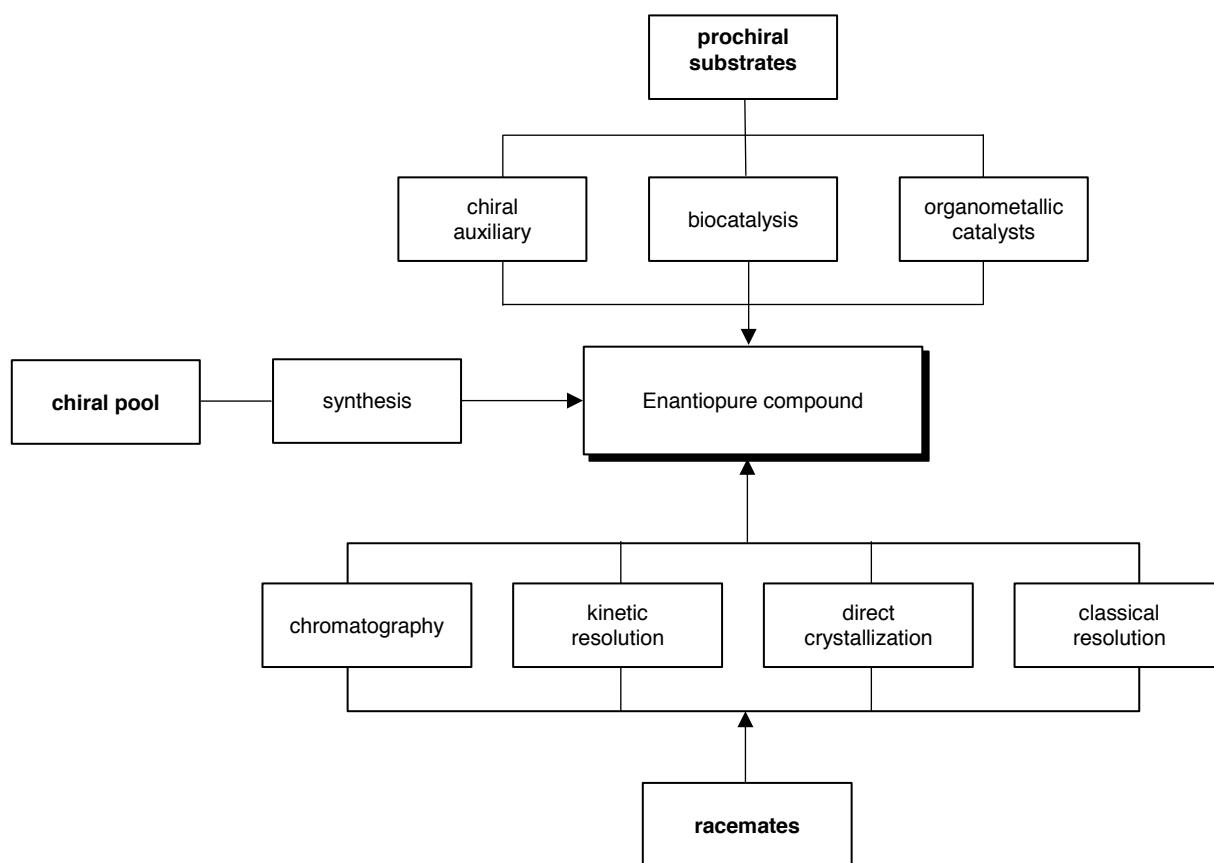 prochiral
substrates
chiral
auxiliary
biocatalysis
organometallic
catalysts
chiral pool
synthesis
Enantiopure compound
chromatography
kinetic
resolution
direct
crystallization
classical
resolution
racemates